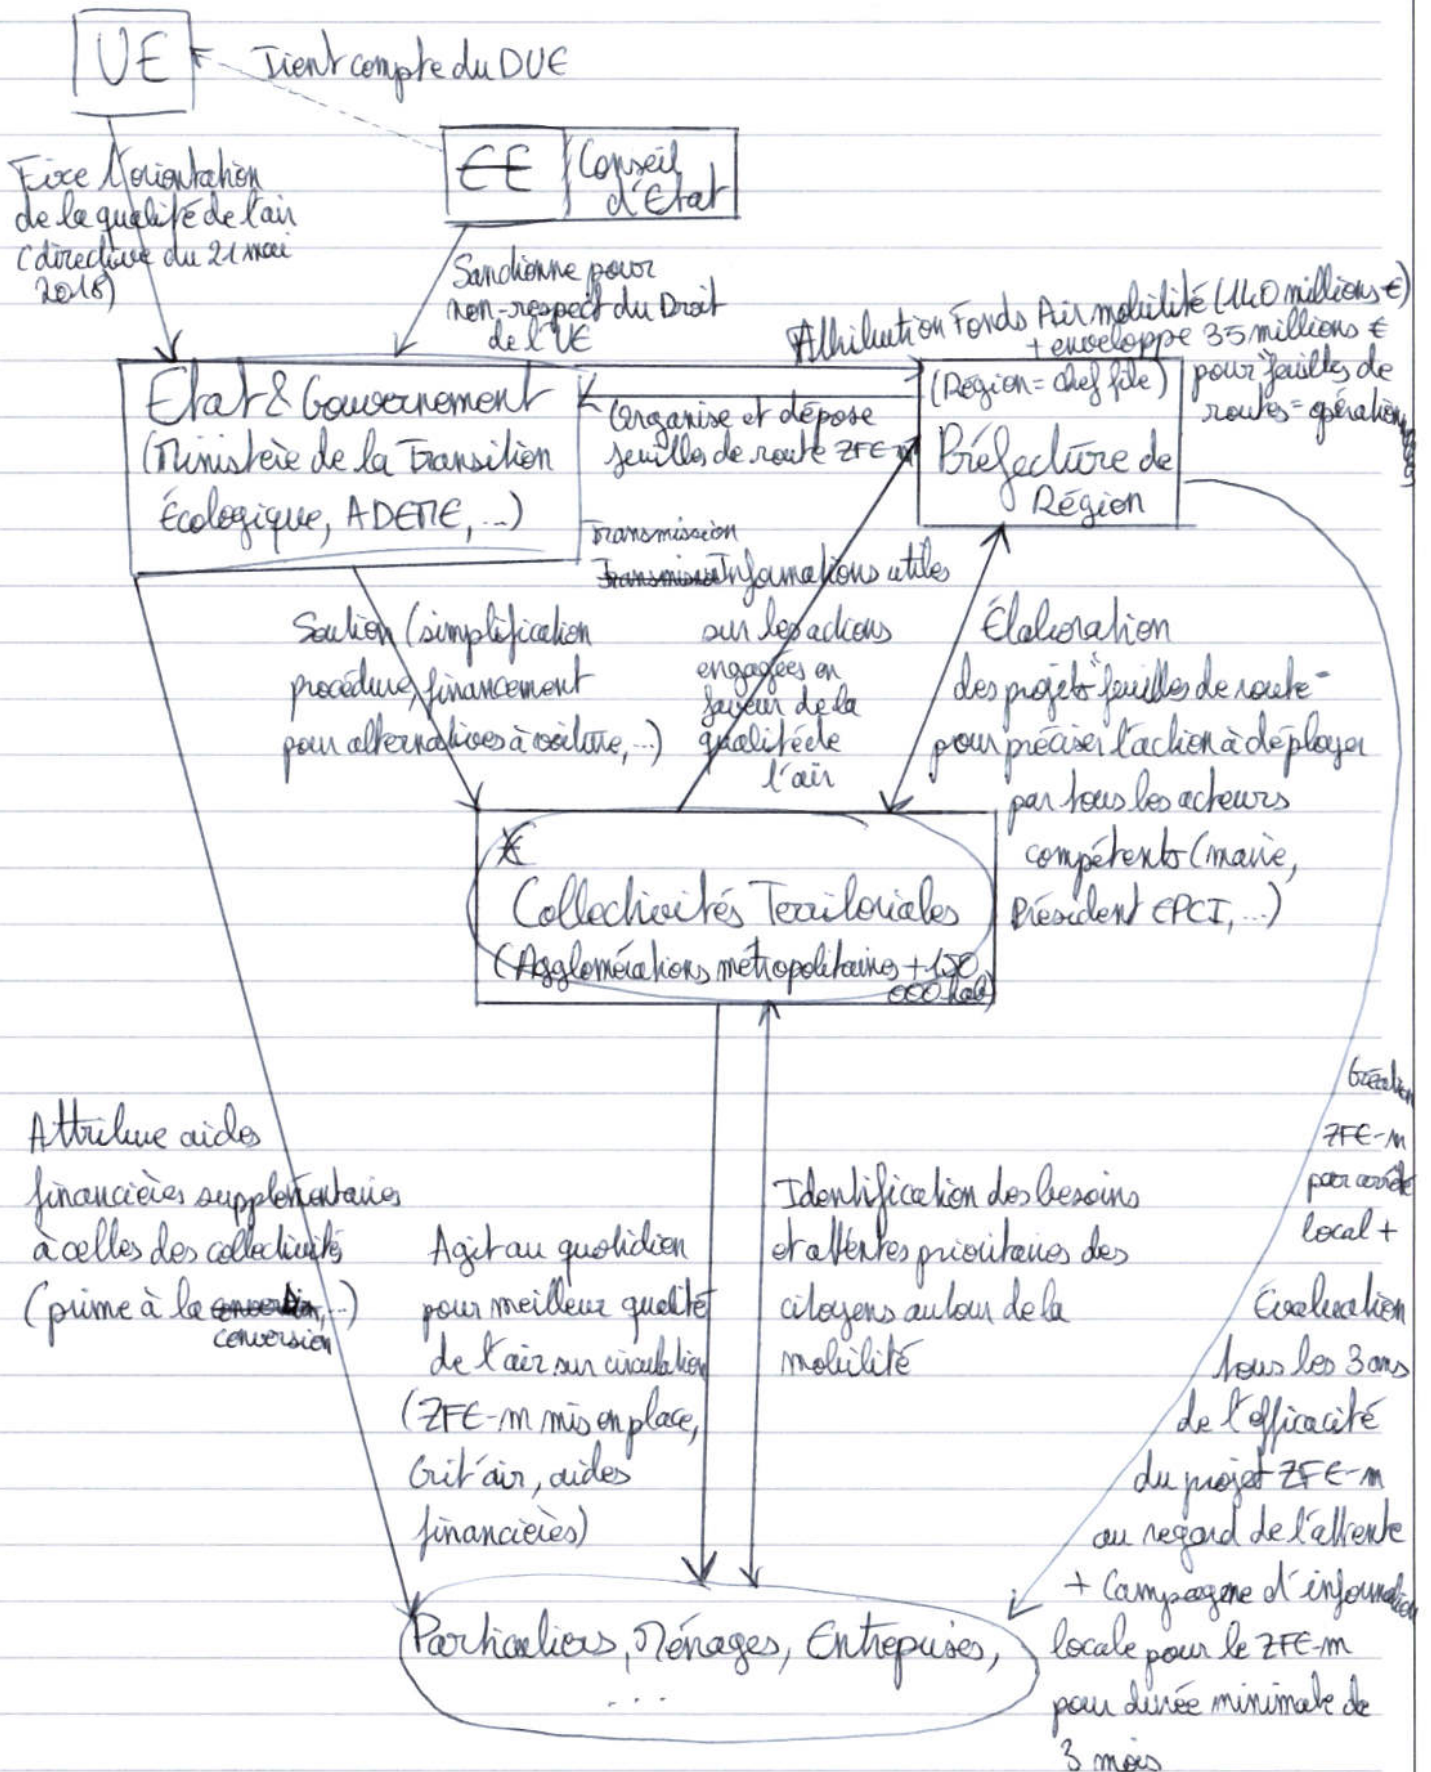 UE
Tient compte du DUE
Fixe l'orientation
de la qualité de l'air
(directive du 21 mai
2018)
CE
Conseil
d'Etat
Sanctionne pour
non-respect du Droit
de l'UE
Attribution Fonds Air mobilité (140 millions €)
+ enveloppe 35 millions €
pour feuilles de
routes = opérations
Etat & Gouvernement
(Ministère de la Transition
Écologique, ADEME, ...)
Organise et dépose
feuilles de route ZFE-m
(Région = chef file)
Préfecture de
Région
Transmission
Informations utiles
sur les actions
engagées en
faveur de la
qualité de
l'air
Soutien (simplification
procédure, financement
pour alternatives à voiture, ...)
Élaboration
des projets "feuilles de route"
pour préciser l'action à déployer
par tous les acteurs
compétents (mairie,
Président EPCI, ...)
Collectivités Territoriales
(Agglomérations métropolitaines +150
000 hab)
Attribue aides
financières supplémentaires
à celles des collectivités
(prime à la
conversion, ...)
Agit au quotidien
pour meilleur qualité
de l'air sur circulation
(ZFE-m mis en place,
Crit'air, aides
financières)
Identification des besoins
et attentes prioritaires des
citoyens autour de la
mobilité
Création
ZFE-m
par arrêté
local +
Évaluation
tous les 3 ans
de l'efficacité
du projet ZFE-m
au regard de l'attente
+ Campagne d'information
locale pour le ZFE-m
pour durée minimale de
3 mois
Particuliers, Ménages, Entreprises,
...